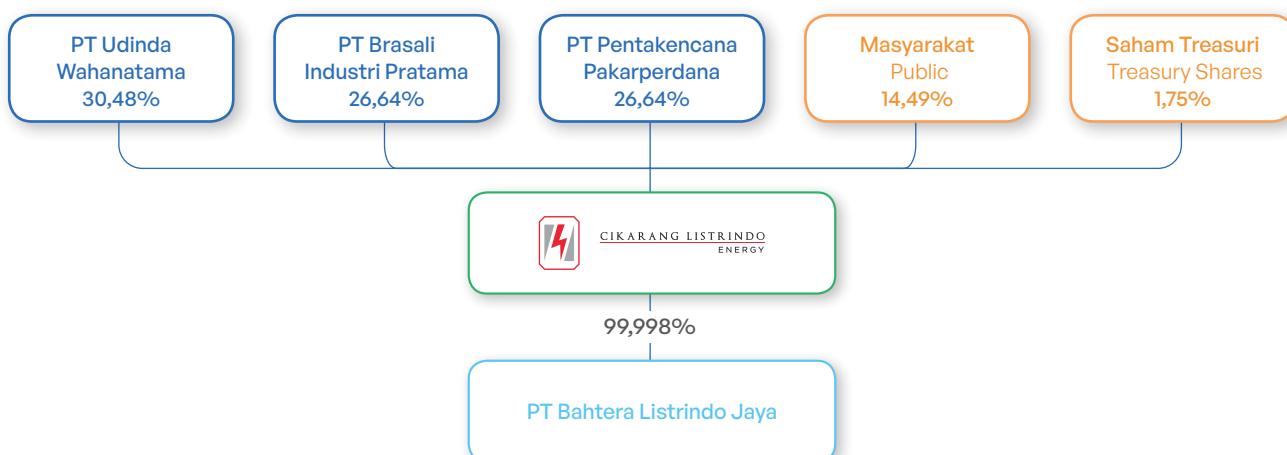 PT Udinda
Wahanatama
30,48%
PT Brasali
Industri Pratama
26,64%
PT Pentakencana
Pakarperdana
26,64%
Masyarakat
Public
14,49%
Saham Treasuri
Treasury Shares
1,75%
CIKARANG LISTRINDO
ENERGY
99,998%
PT Bahtera Listrindo Jaya